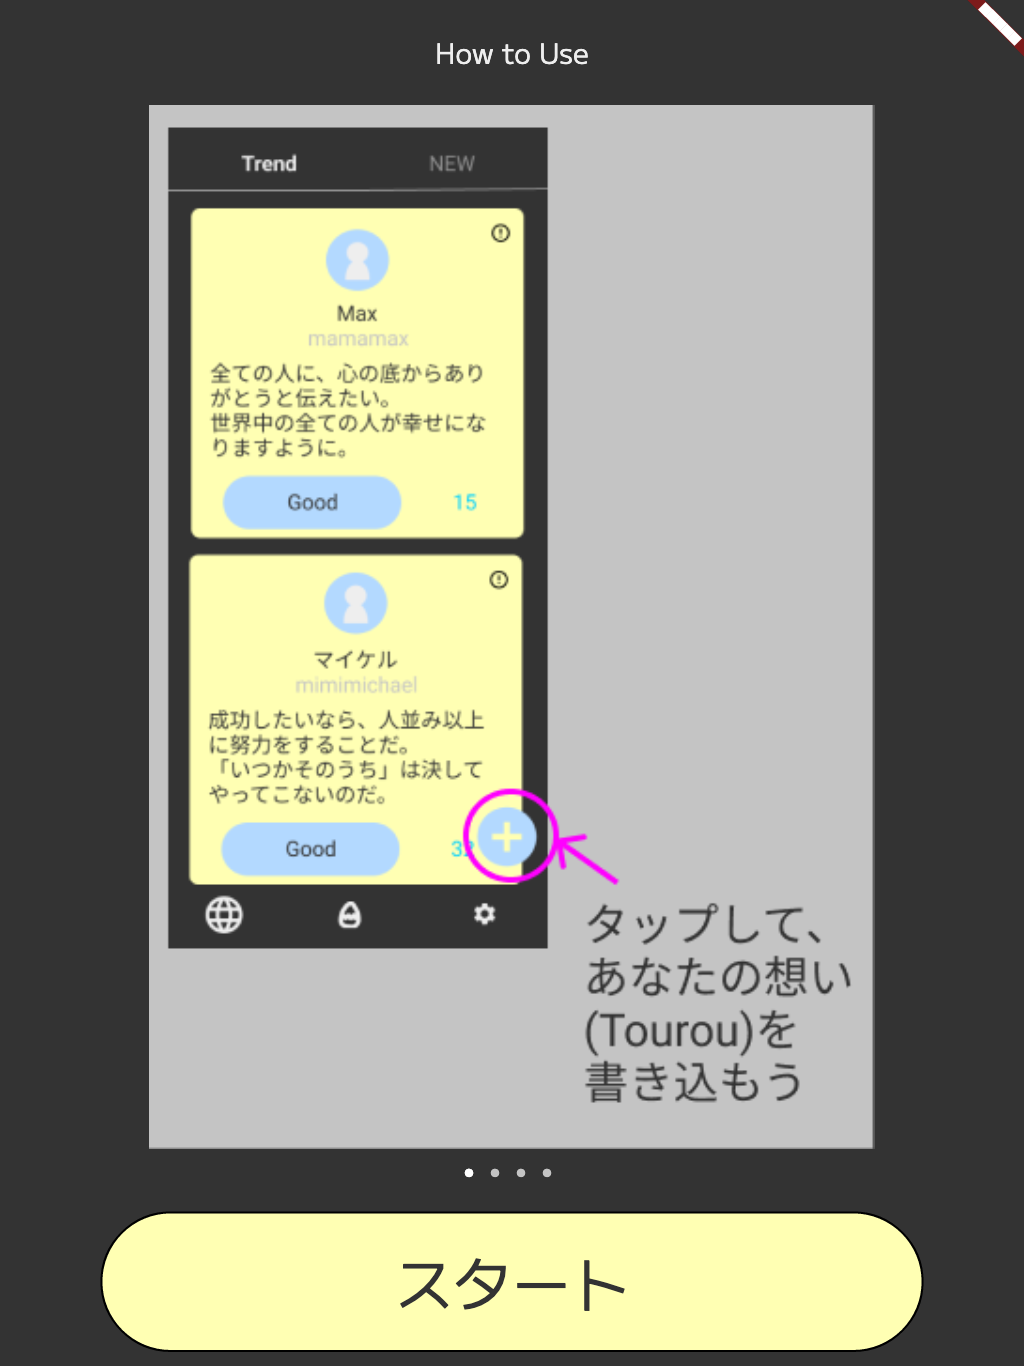 How to Use
Trend NEW
Max
mamamax
全ての人に、心の底からあり
がとうと伝えたい。
世界中の全ての人が幸せにな
りますように。
Good 15
マイケル
mimimichael
成功したいなら、人並み以上
に努力をすることだ。
「いつかそのうち」は決して
やってこないのだ。
Good 32
タップして、
あなたの想い
(Tourou)を
書き込もう
スタート